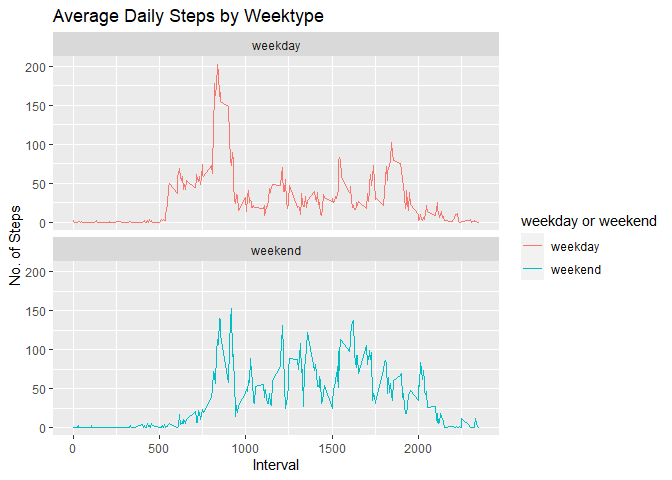 Average Daily Steps by Weektype
weekday
200
150
100
50
0
weekend
200
150
100
50
0
No. of Steps
0 500 1000 1500 2000
Interval
weekday or weekend
weekday
weekend